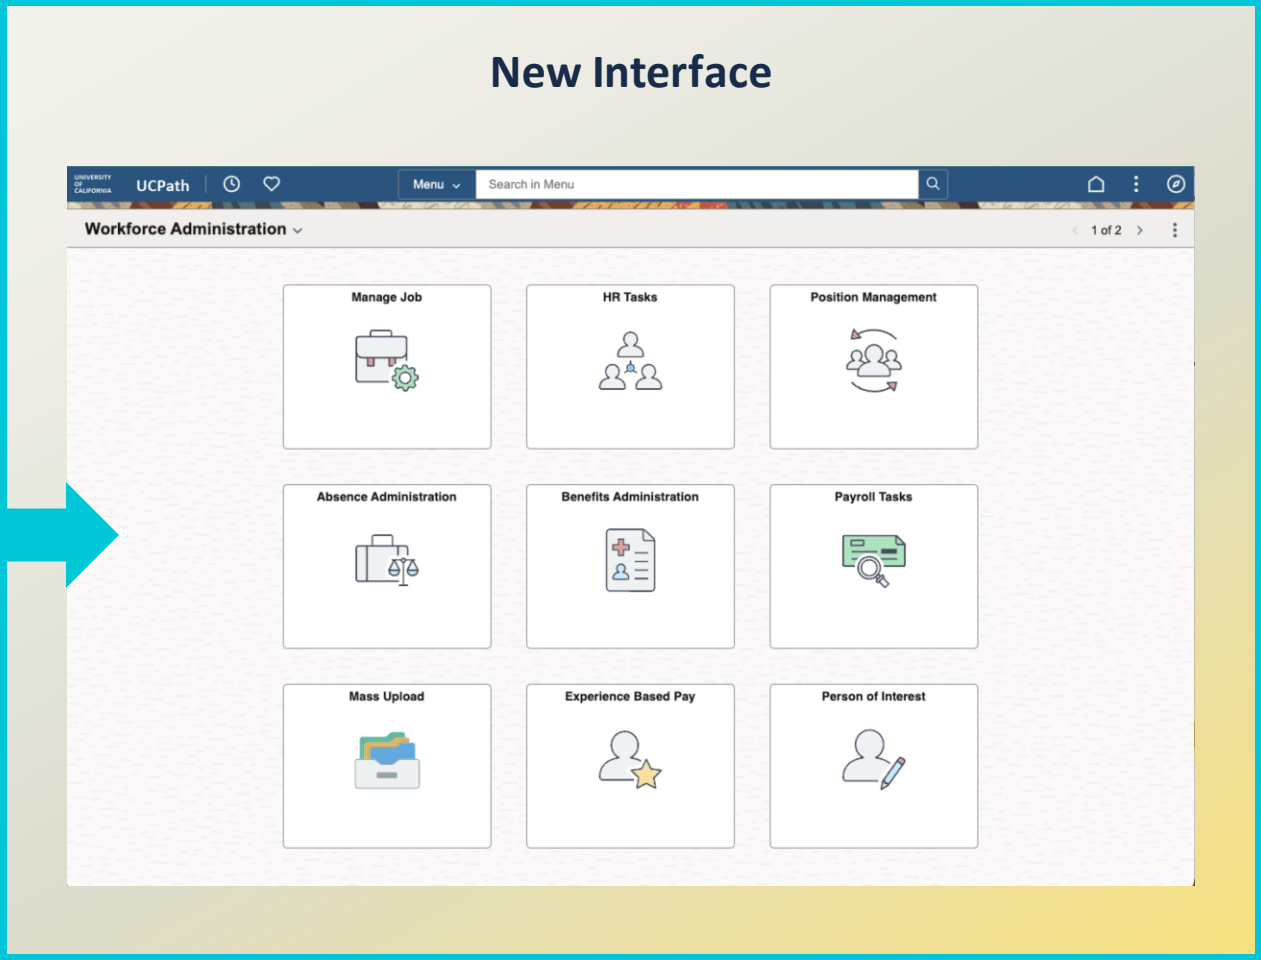 New Interface
UNIVERSITY
OF
CALIFORNIA
UCPath
Menu
Search in Menu
Workforce Administration
1 of 2
Manage Job
HR Tasks
Position Management
Absence Administration
Benefits Administration
Payroll Tasks
Mass Upload
Experience Based Pay
Person of Interest